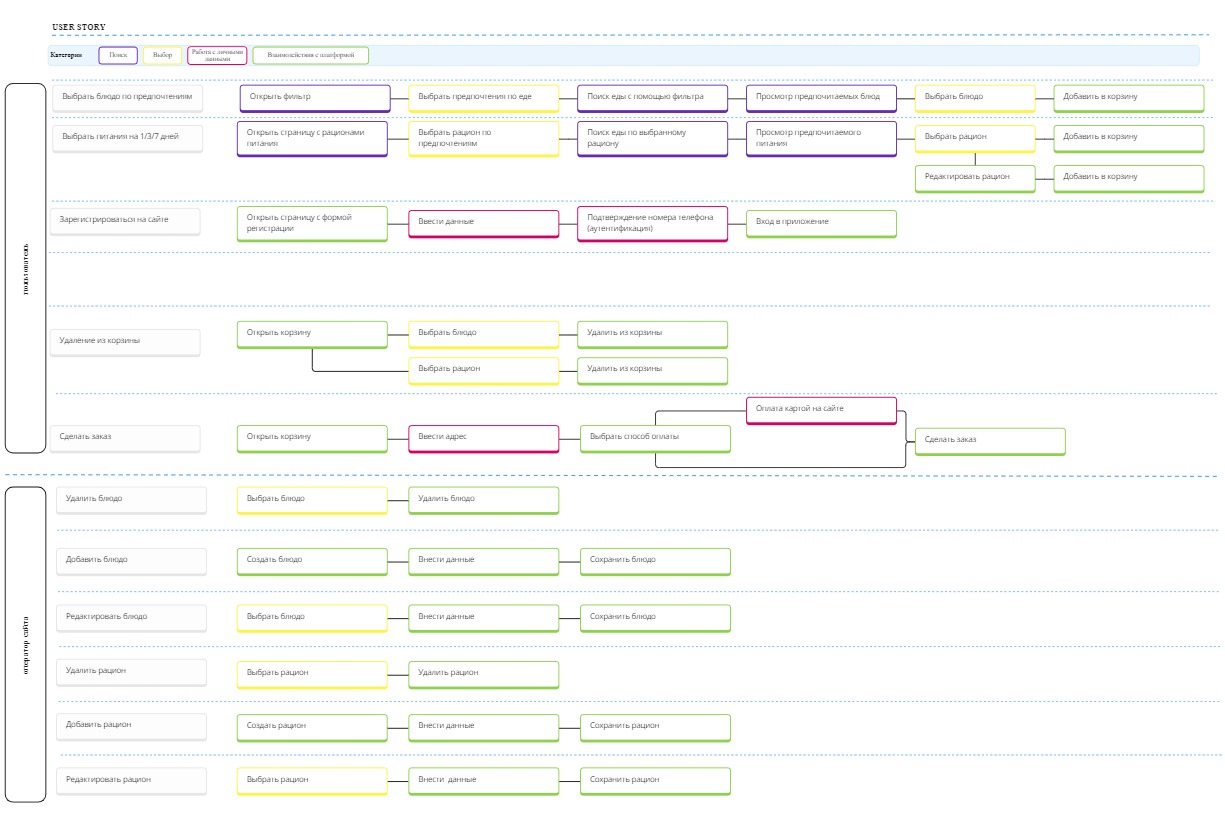 USER STORY
Категории
Поиск
Выбор
Работа с личными
данными
Взаимодействия с платформой
пользователь
Выбрать блюдо по предпочтениям
Открыть фильтр
Выбрать предпочтения по еде
Поиск еды с помощью фильтра
Просмотр предпочитаемых блюд
Выбрать блюдо
Добавить в корзину
Выбрать питания на 1/3/7 дней
Открыть страницу с рационами
питания
Выбрать рацион по
предпочтениям
Поиск еды по выбранному
рациону
Просмотр предпочитаемого
питания
Выбрать рацион
Добавить в корзину
Редактировать рацион
Добавить в корзину
Зарегистрироваться на сайте
Открыть страницу с формой
регистрации
Ввести данные
Подтверждение номера телефона
(аутентификация)
Вход в приложение
Удаление из корзины
Открыть корзину
Выбрать блюдо
Удалить из корзины
Выбрать рацион
Удалить из корзины
Сделать заказ
Открыть корзину
Ввести адрес
Выбрать способ оплаты
Оплата картой на сайте
Сделать заказ
оператор сайта
Удалить блюдо
Выбрать блюдо
Удалить блюдо
Добавить блюдо
Создать блюдо
Внести данные
Сохранить блюдо
Редактировать блюдо
Выбрать блюдо
Внести данные
Сохранить блюдо
Удалить рацион
Выбрать рацион
Удалить рацион
Добавить рацион
Создать рацион
Внести данные
Сохранить рацион
Редактировать рацион
Выбрать рацион
Внести данные
Сохранить рацион